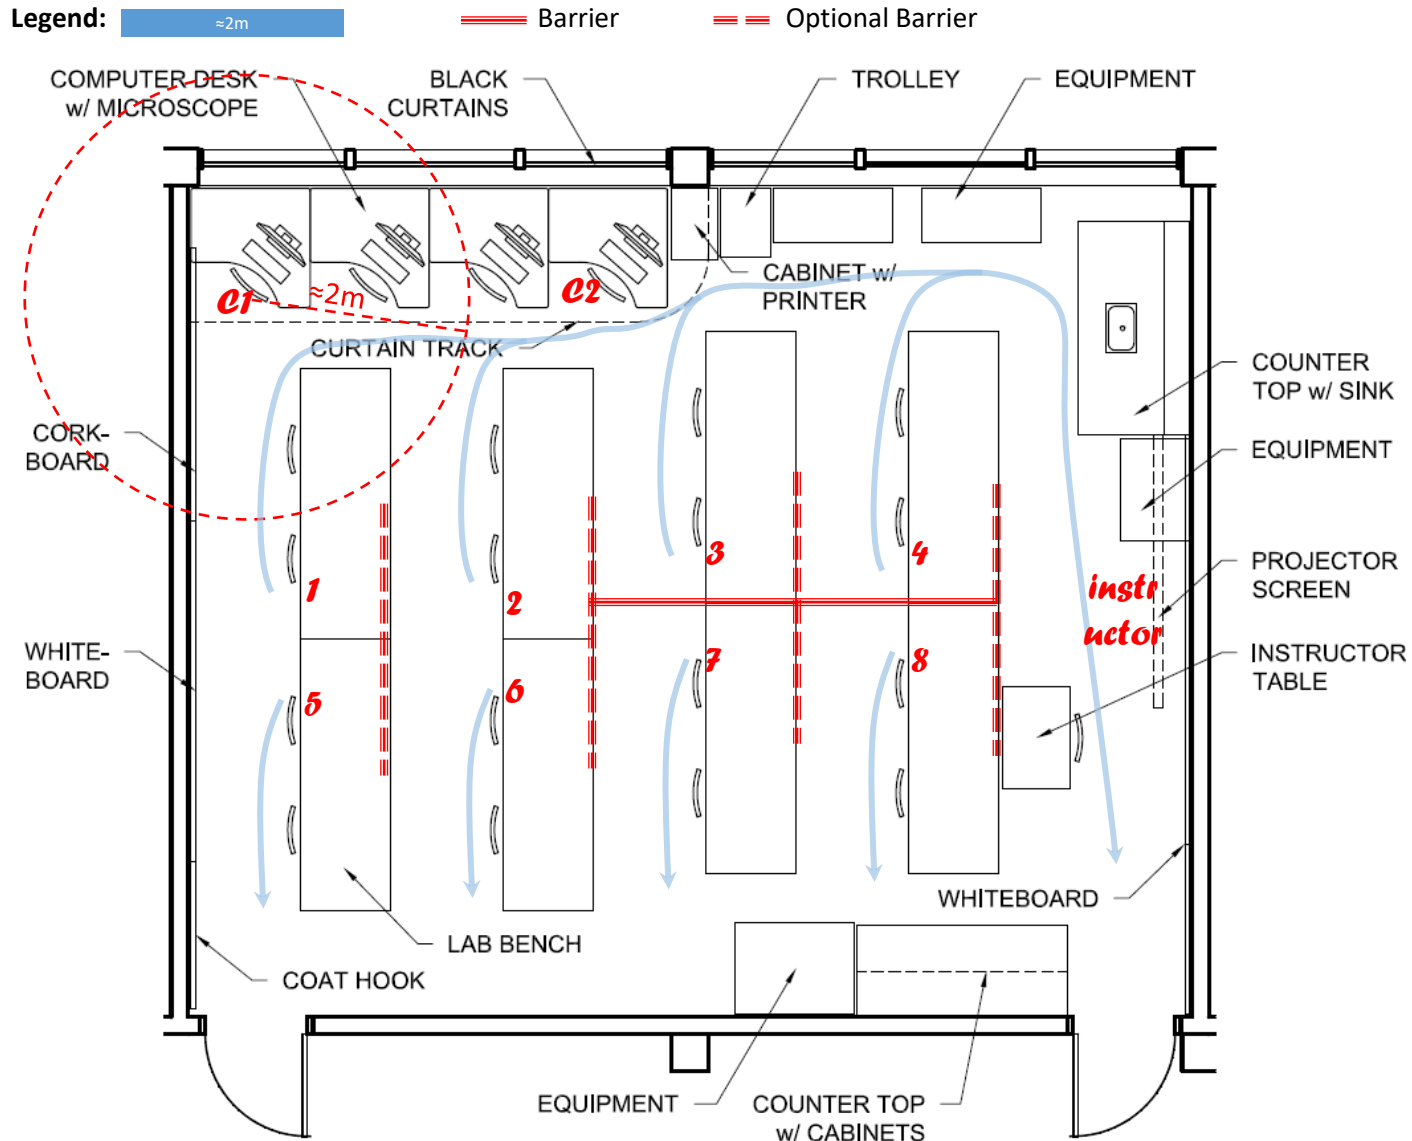 Legend:
≈2m
Barrier
Optional Barrier
COMPUTER DESK
w/ MICROSCOPE
BLACK
CURTAINS
TROLLEY
EQUIPMENT
C1
≈2m
C2
CABINET w/
PRINTER
CURTAIN TRACK
COUNTER
TOP w/ SINK
CORK-
BOARD
EQUIPMENT
3
4
1
2
instr
uctor
PROJECTOR
SCREEN
WHITE-
BOARD
5
6
7
8
INSTRUCTOR
TABLE
WHITEBOARD
LAB BENCH
COAT HOOK
EQUIPMENT
COUNTER TOP
w/ CABINETS